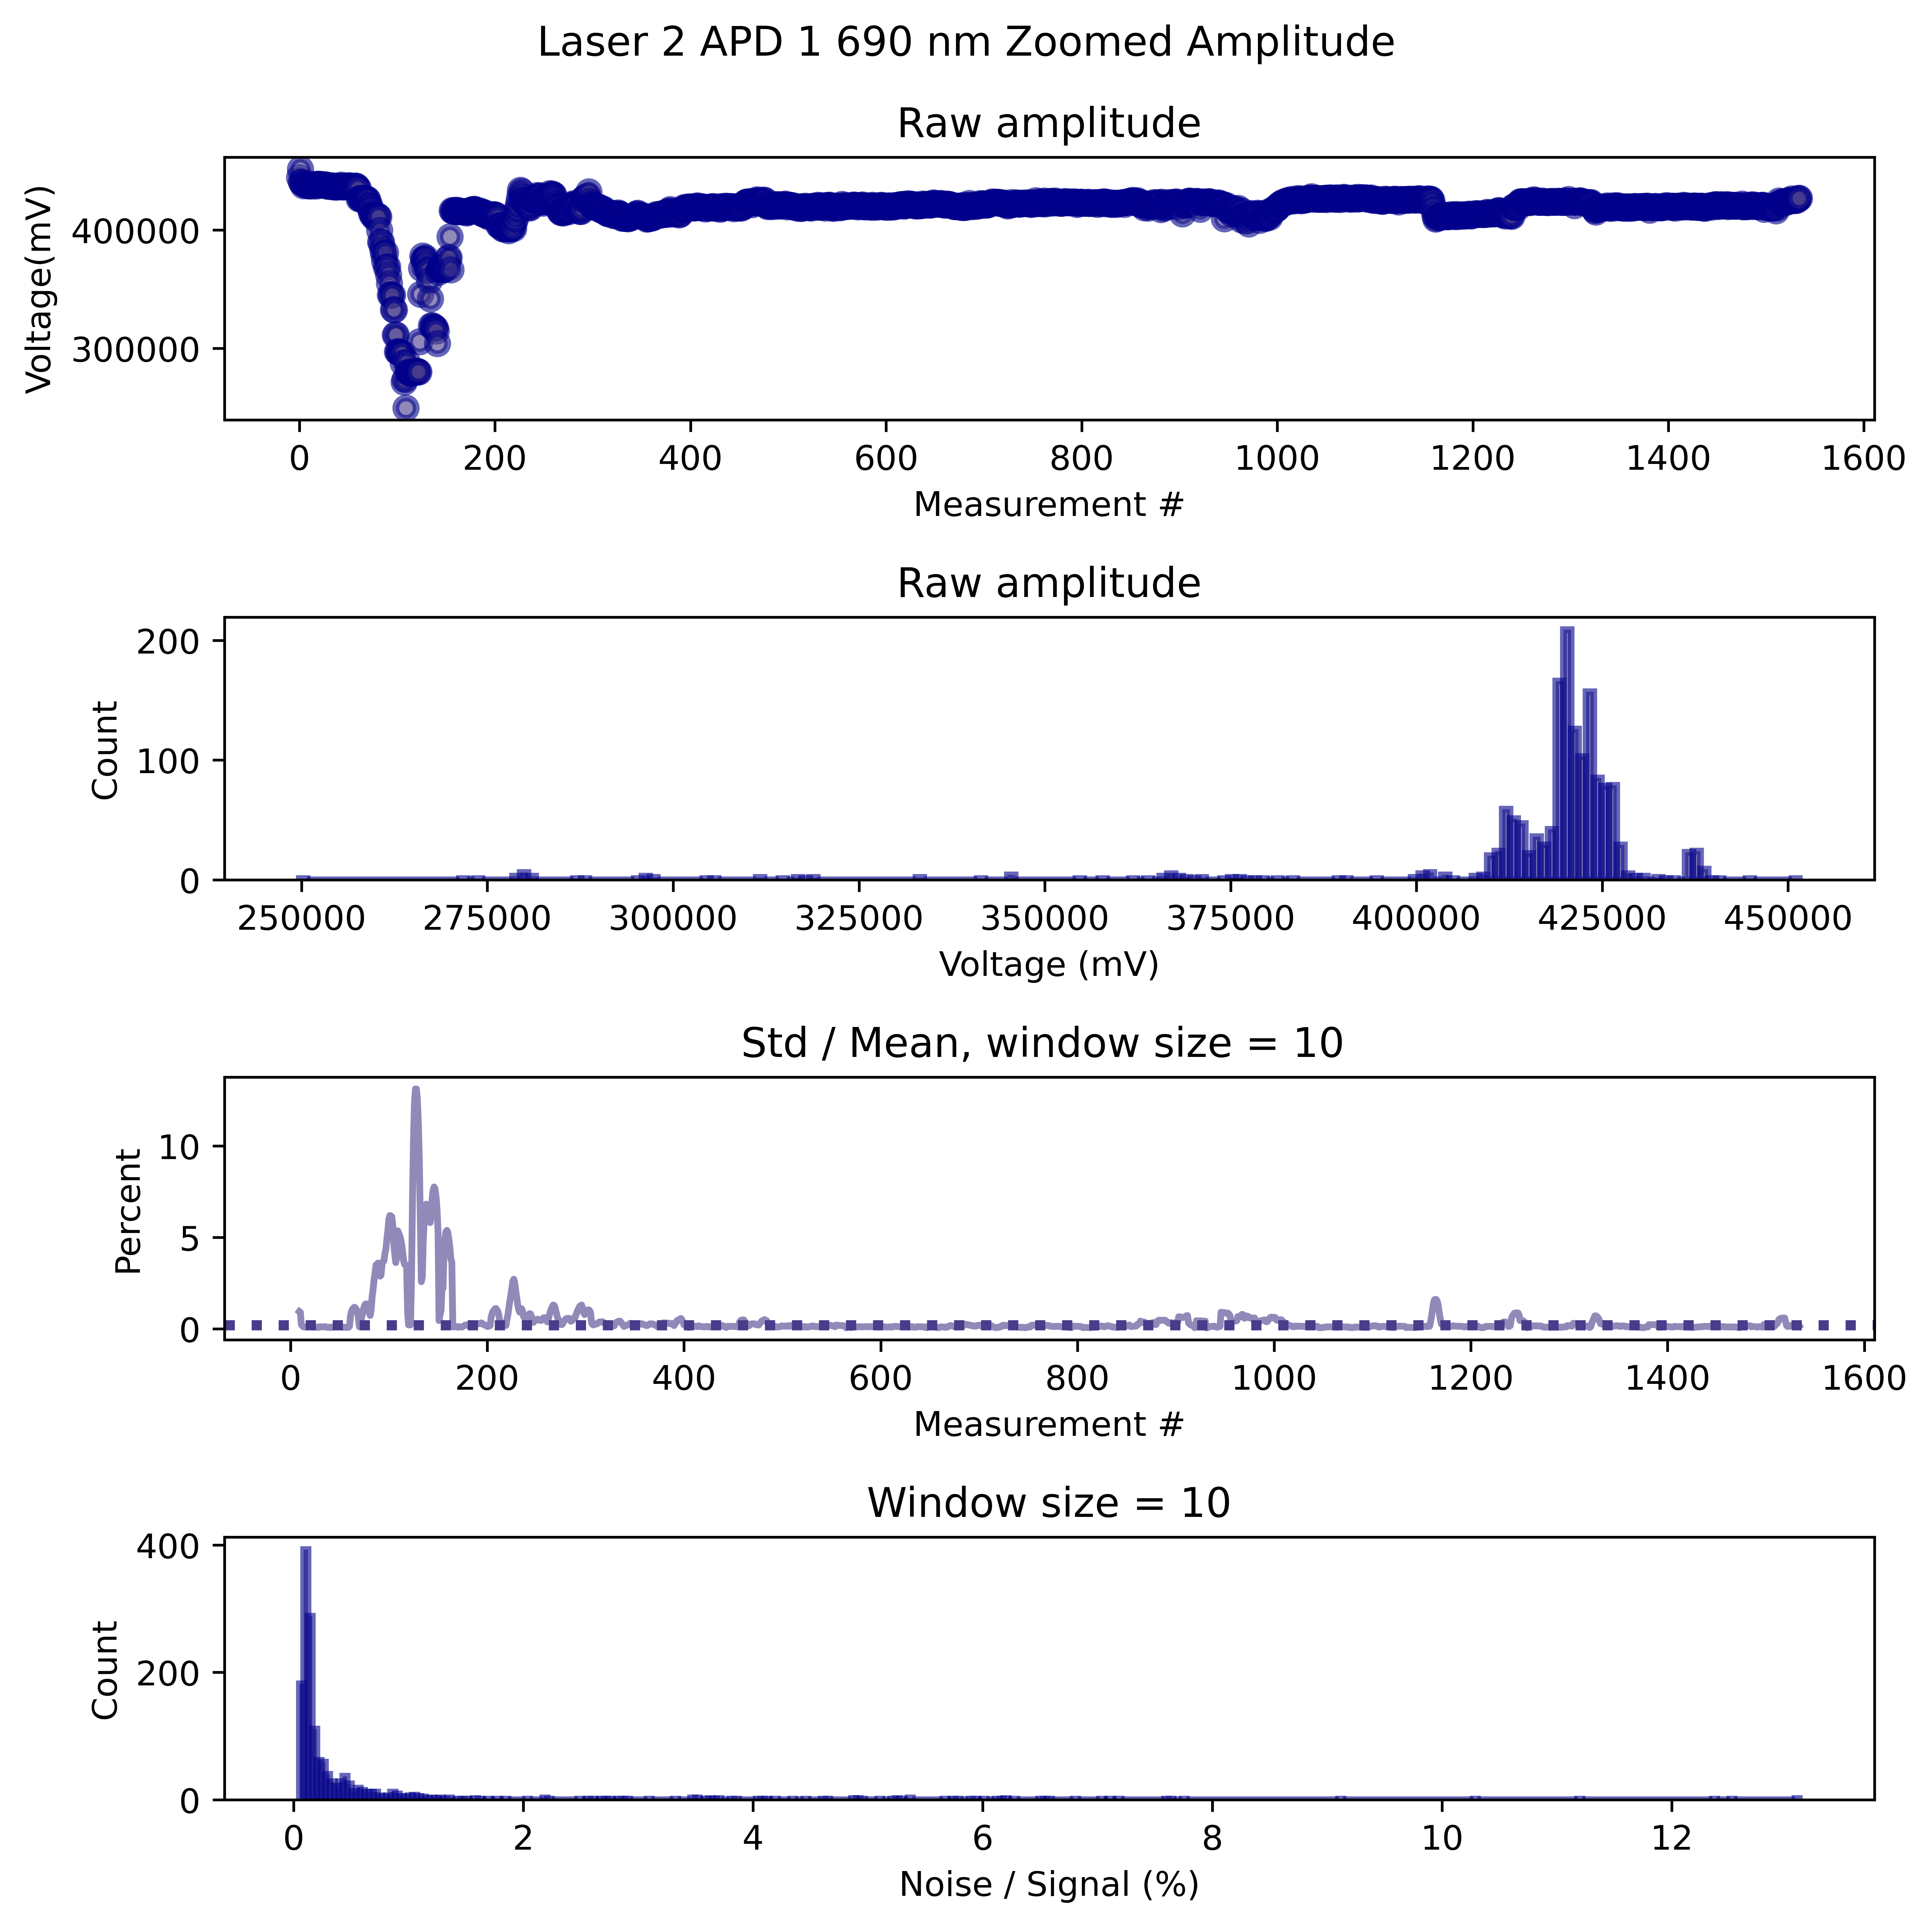 Laser 2 APD 1 690 nm Zoomed Amplitude
Raw amplitude
Voltage(mV)
400000
300000
0 200 400 600 800 1000 1200 1400 1600
Measurement #
Raw amplitude
Count
200
100
0
250000 275000 300000 325000 350000 375000 400000 425000 450000
Voltage (mV)
Std / Mean, window size = 10
Percent
10
5
0
0 200 400 600 800 1000 1200 1400 1600
Measurement #
Window size = 10
Count
400
200
0
0 2 4 6 8 10 12
Noise / Signal (%)